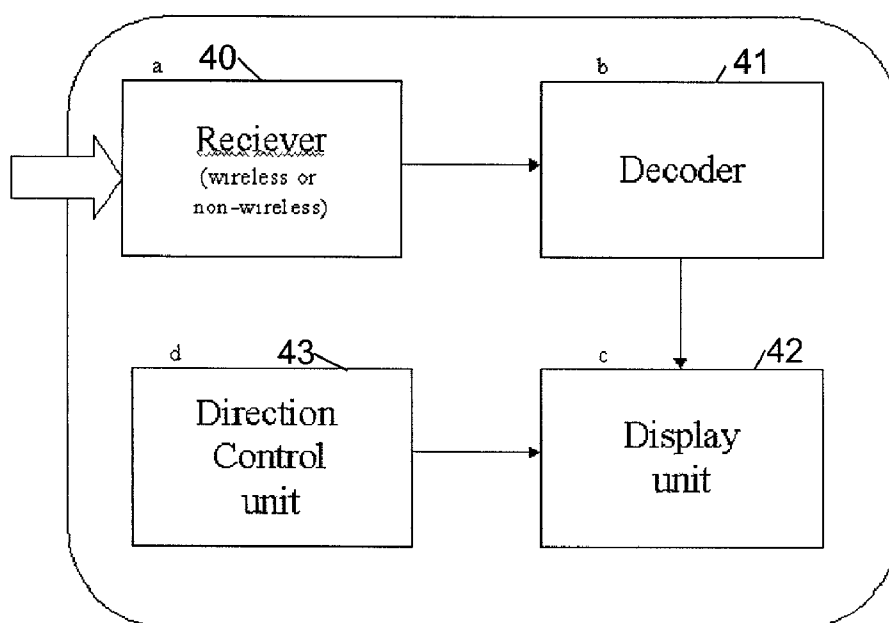 a 40
Reciever
(wireless or
non-wireless)
b 41
Decoder
d 43
Direction
Control
unit
c 42
Display
unit